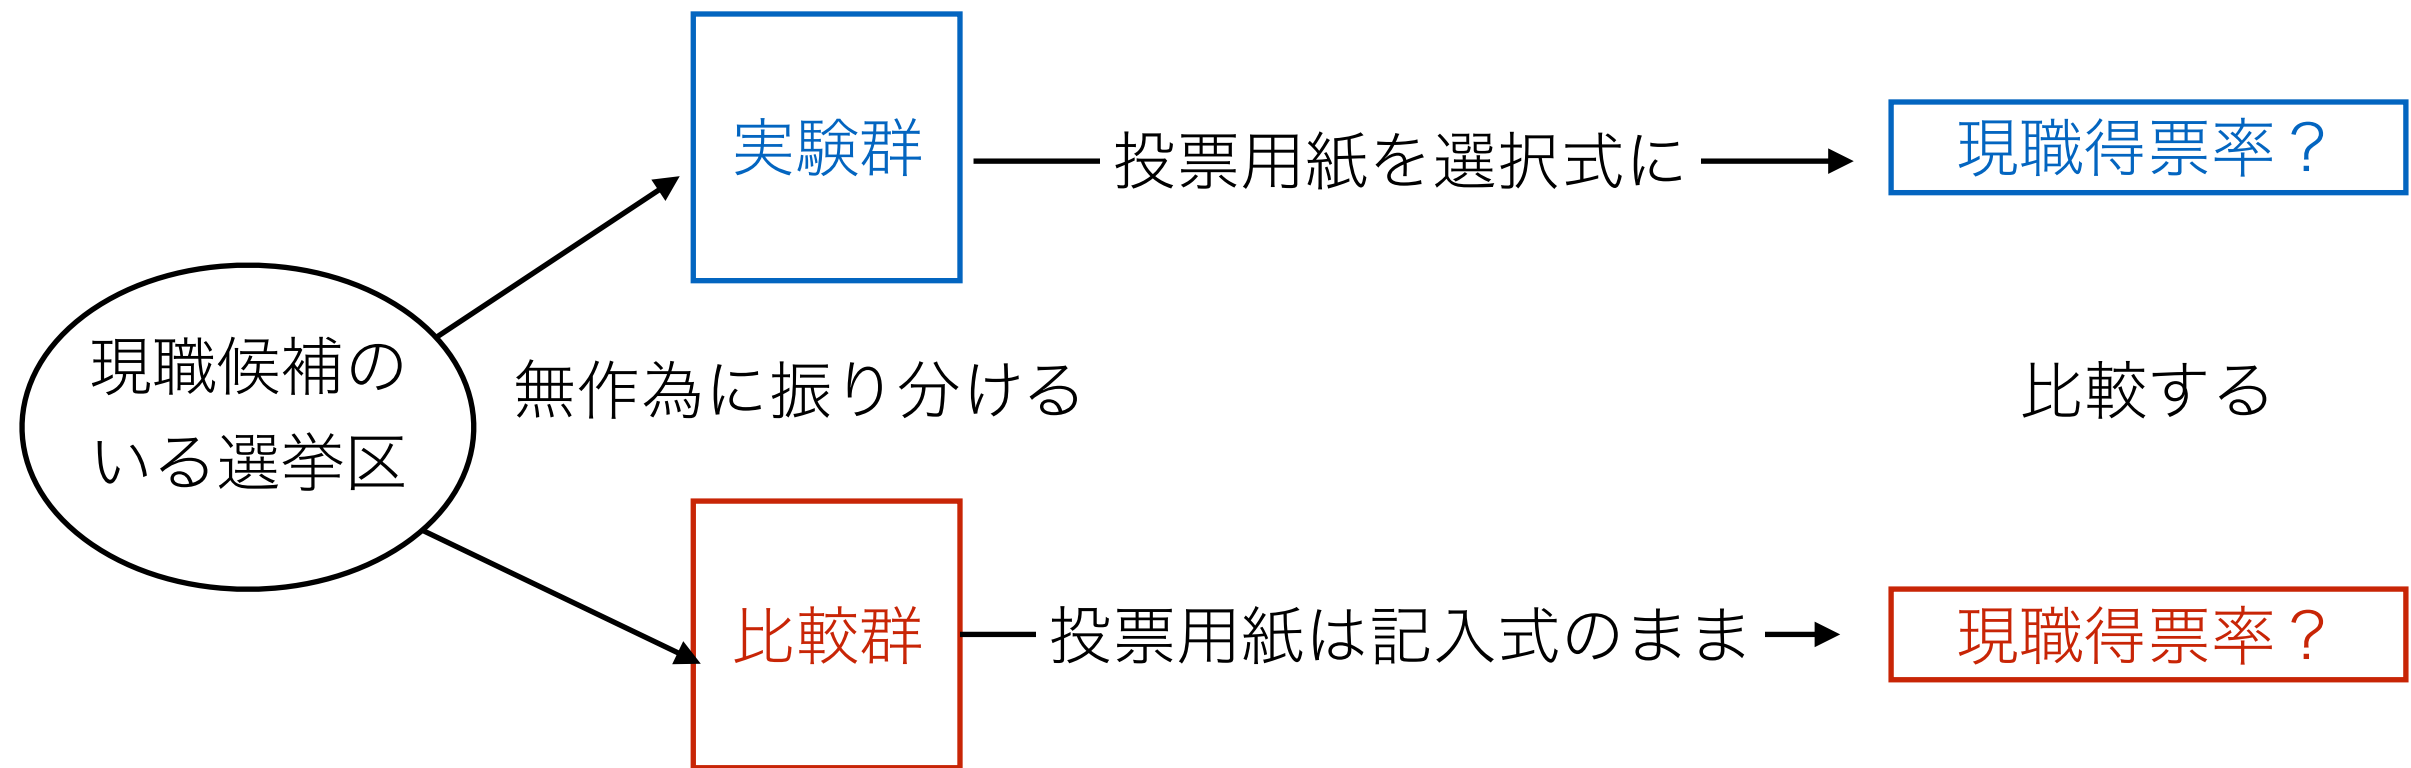 実験群
投票用紙を選択式に
現職得票率？
現職候補の
いる選挙区
無作為に振り分ける
比較する
比較群
投票用紙は記入式のまま
現職得票率？